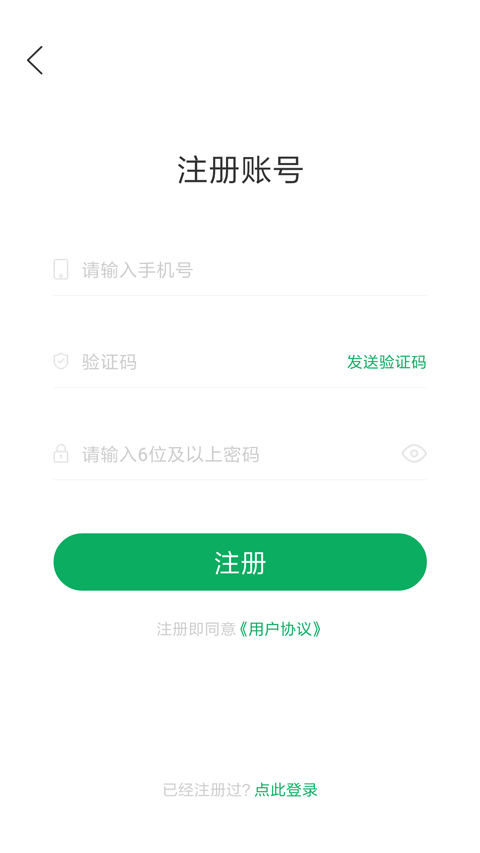 注册账号
请输入手机号
验证码 发送验证码
请输入6位及以上密码
注册
注册即同意《用户协议》
已经注册过? 点此登录